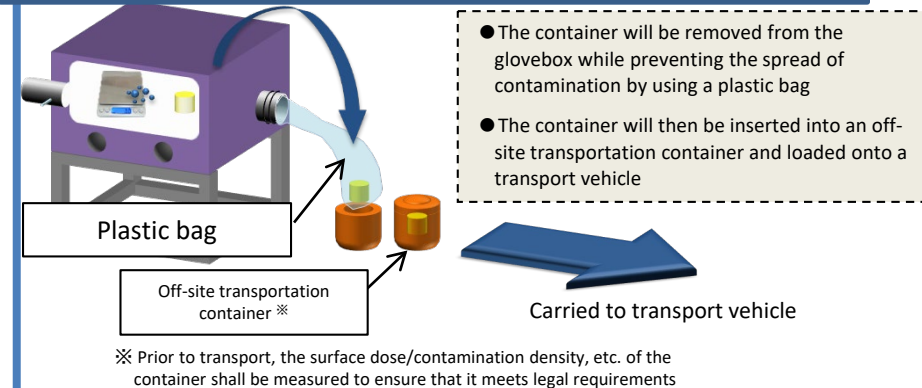 ● The container will be removed from the
glovebox while preventing the spread of
contamination by using a plastic bag
● The container will then be inserted into an off-
site transportation container and loaded onto a
transport vehicle
Plastic bag
Off-site transportation
container ※
Carried to transport vehicle
※ Prior to transport, the surface dose/contamination density, etc. of the
container shall be measured to ensure that it meets legal requirements